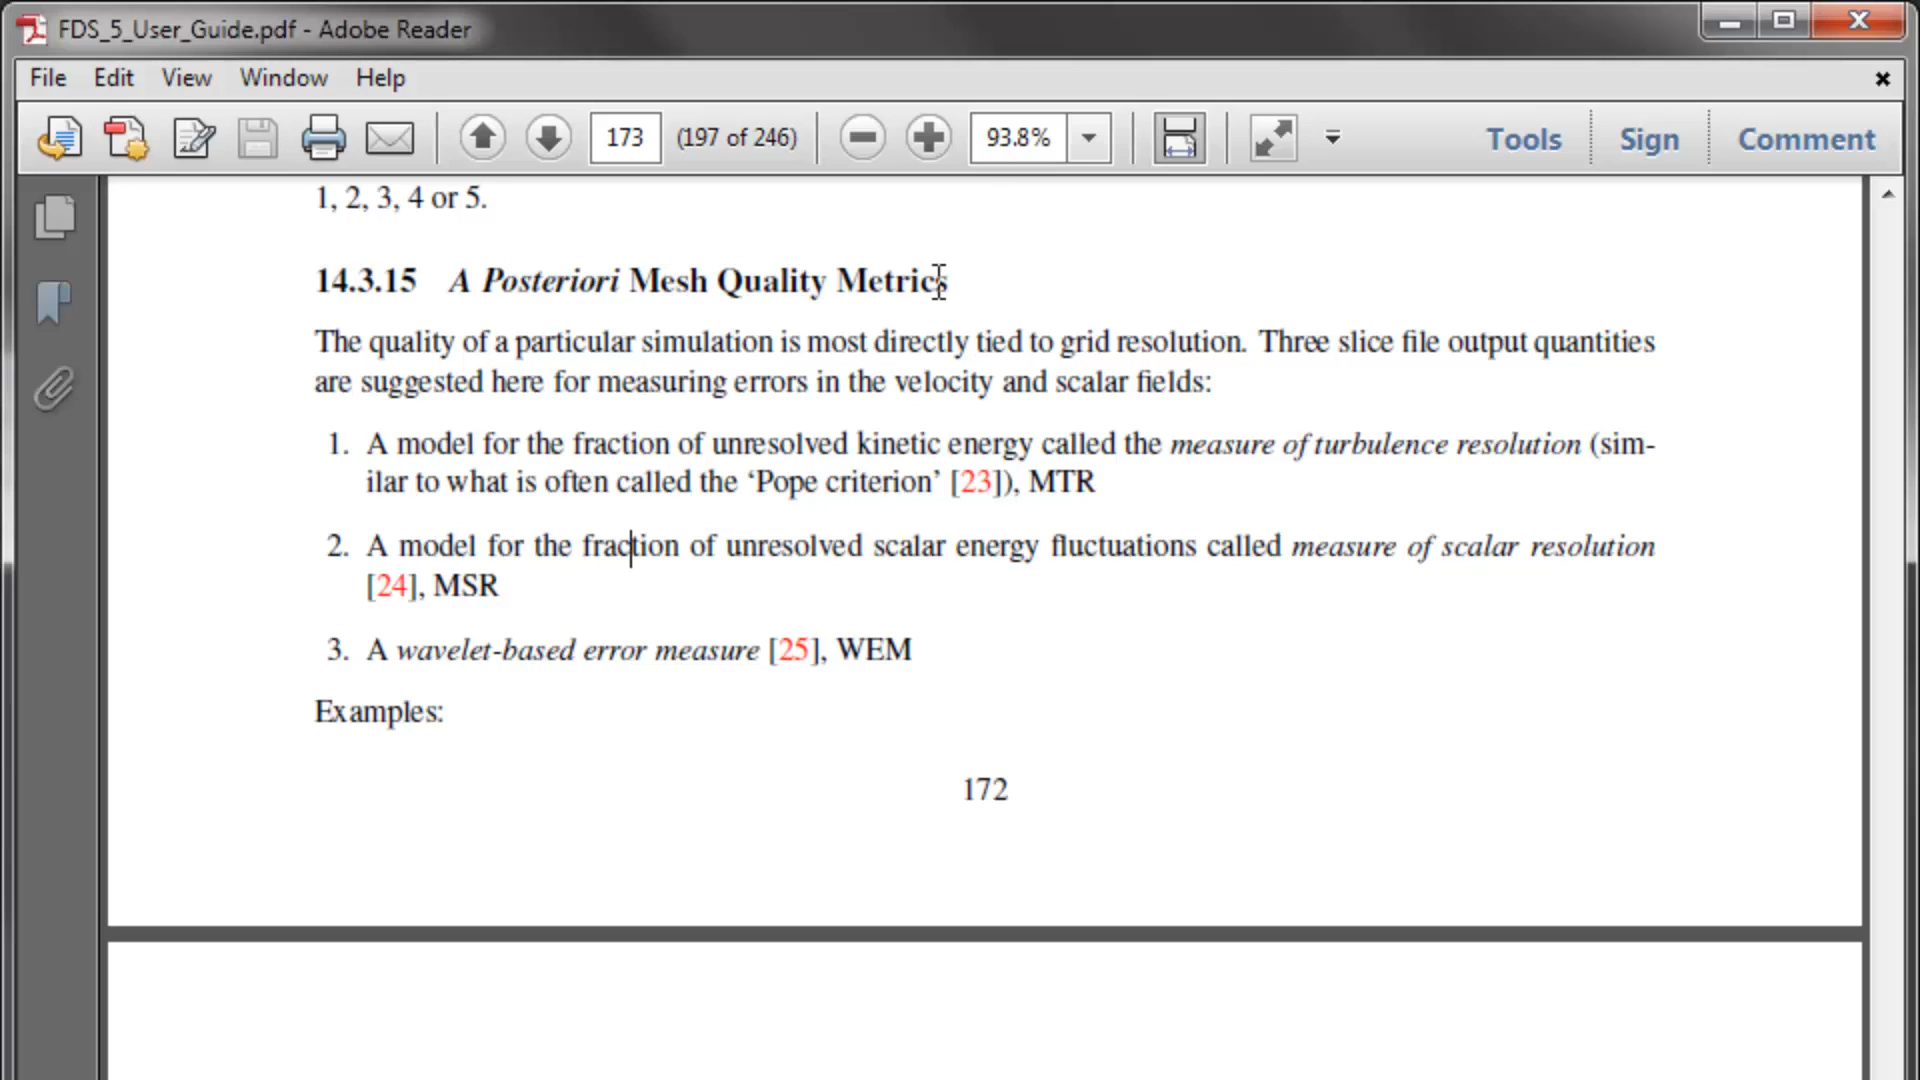 FDS_5_User_Guide.pdf - Adobe Reader
File Edit View Window Help
173 (197 of 246) 93.8% Tools Sign Comment
1, 2, 3, 4 or 5.
14.3.15 A Posteriori Mesh Quality Metrics
The quality of a particular simulation is most directly tied to grid resolution. Three slice file output quantities
are suggested here for measuring errors in the velocity and scalar fields:
1. A model for the fraction of unresolved kinetic energy called the measure of turbulence resolution (sim-
ilar to what is often called the ‘Pope criterion’ [23]), MTR
2. A model for the fraction of unresolved scalar energy fluctuations called measure of scalar resolution
[24], MSR
3. A wavelet-based error measure [25], WEM
Examples:
172